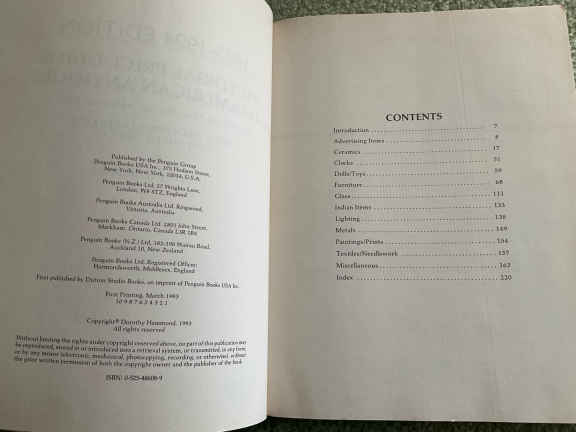 Published by the Penguin Group
Penguin Books USA Inc., 375 Hudson Street,
New York, New York, 10014, U.S.A.
Penguin Books Ltd, 27 Wrights Lane,
London, W8 5TZ, England
Penguin Books Australia Ltd, Ringwood,
Victoria, Australia
Penguin Books Canada Ltd, 2801 John Street,
Markham, Ontario, Canada L3R 1B4
Penguin Books (N.Z.) Ltd, 182-190 Wairau Road,
Auckland 10, New Zealand
Penguin Books Ltd, Registered Offices:
Harmondsworth, Middlesex, England
First published by Dutton Studio Books, an imprint of Penguin Books USA Inc.
First Printing, March 1993
10 9 8 7 6 5 4 3 2 1
Copyright© Dorothy Hammond, 1993
All rights reserved
Without limiting the rights under copyright reserved above, no part of this publication may
be reproduced, stored in or introduced into a retrieval system, or transmitted, in any form,
or by any means (electronic, mechanical, photocopying, recording, or otherwise), without
the prior written permission of both the copyright owner and the publisher of the book.
ISBN: 0-525-48608-9
CONTENTS
Introduction 7
Advertising Items
Ceramics 17
Clocks 51
Dolls/Toys 59
Furniture 68
Glass 111
Indian Items 133
Lighting 138
Metals 149
Paintings/Prints 154
Textiles/Needlework 157
Miscellaneous 163
Index 220